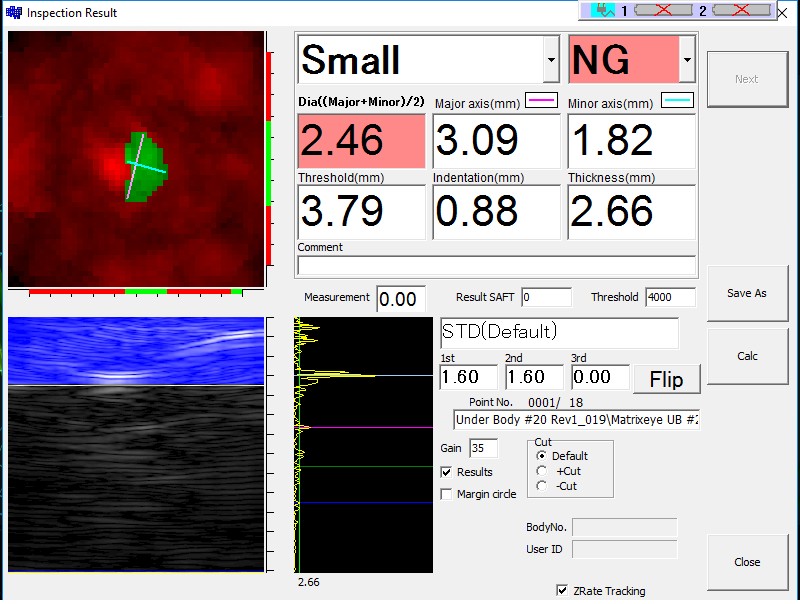 Inspection Result
1
2
Small
NG
Next
Dia((Major+Minor)/2)
Major axis(mm)
Minor axis(mm)
2.46
3.09
1.82
Threshold(mm)
Indentation(mm)
Thickness(mm)
3.79
0.88
2.66
Comment
Measurement
0.00
Result SAFT
0
Threshold
4000
Save As
STD(Default)
1st
2nd
3rd
1.60
1.60
0.00
Flip
Calc
Point No.
0001/ 18
Under Body #20 Rev1_019\Matrixeye UB #2
Gain
35
Cut
Default
+Cut
-Cut
Results
Margin circle
BodyNo.
User ID
Close
2.66
ZRate Tracking